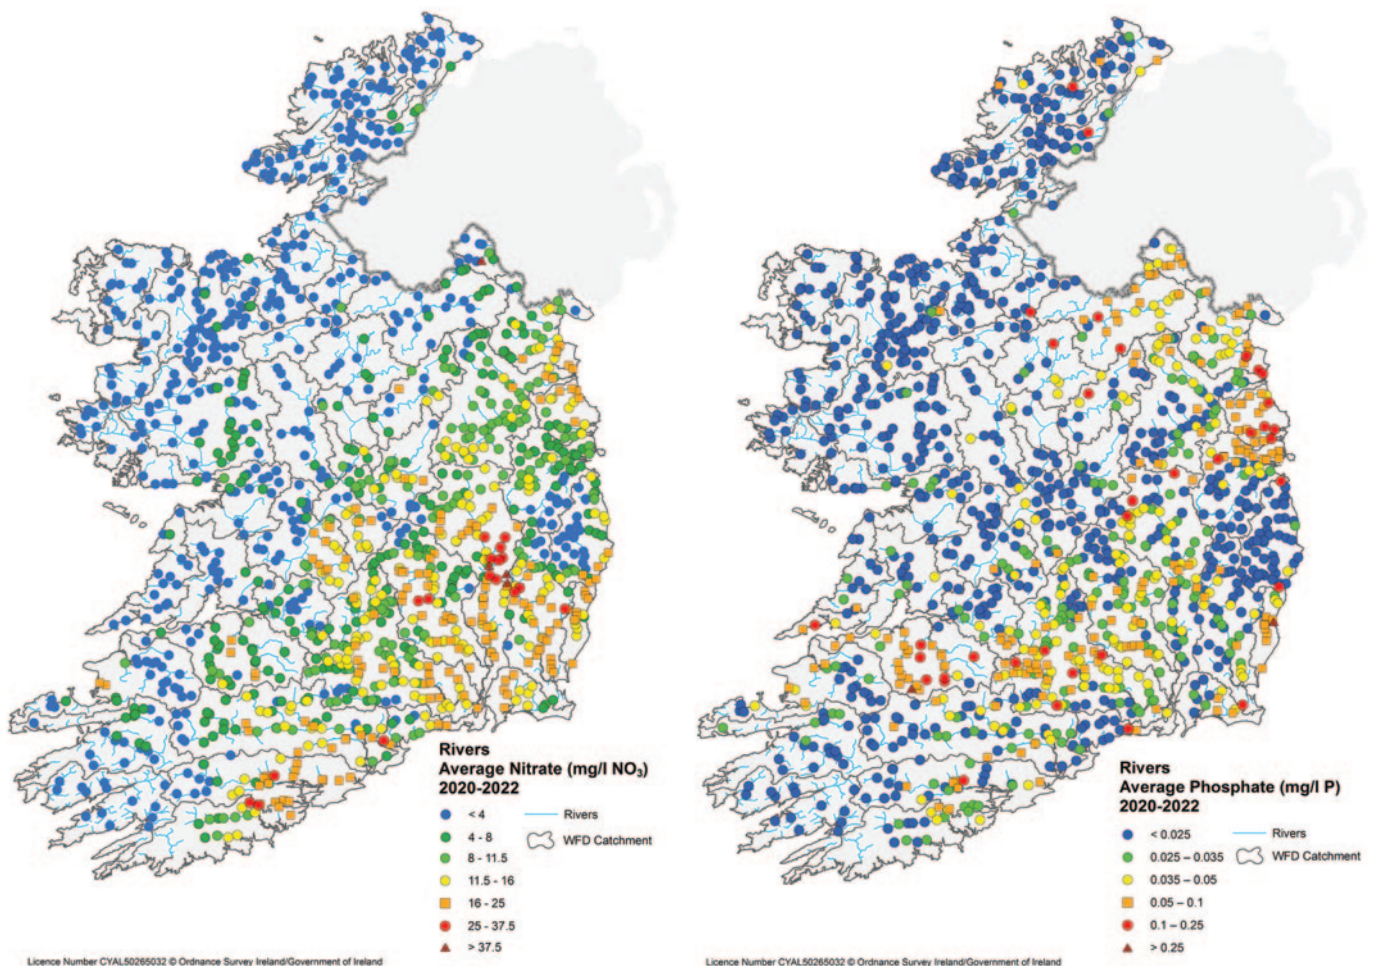 Rivers
Average Nitrate (mg/l NO₃)
2020-2022
< 4
4 - 8
8 - 11.5
11.5 - 16
16 - 25
25 - 37.5
> 37.5
Rivers
WFD Catchment
Licence Number CYAL50265032 © Ordnance Survey Ireland/Government of Ireland
Rivers
Average Phosphate (mg/l P)
2020-2022
< 0.025
0.025 – 0.035
0.035 – 0.05
0.05 – 0.1
0.1 – 0.25
> 0.25
Rivers
WFD Catchment
Licence Number CYAL50265032 © Ordnance Survey Ireland/Government of Ireland